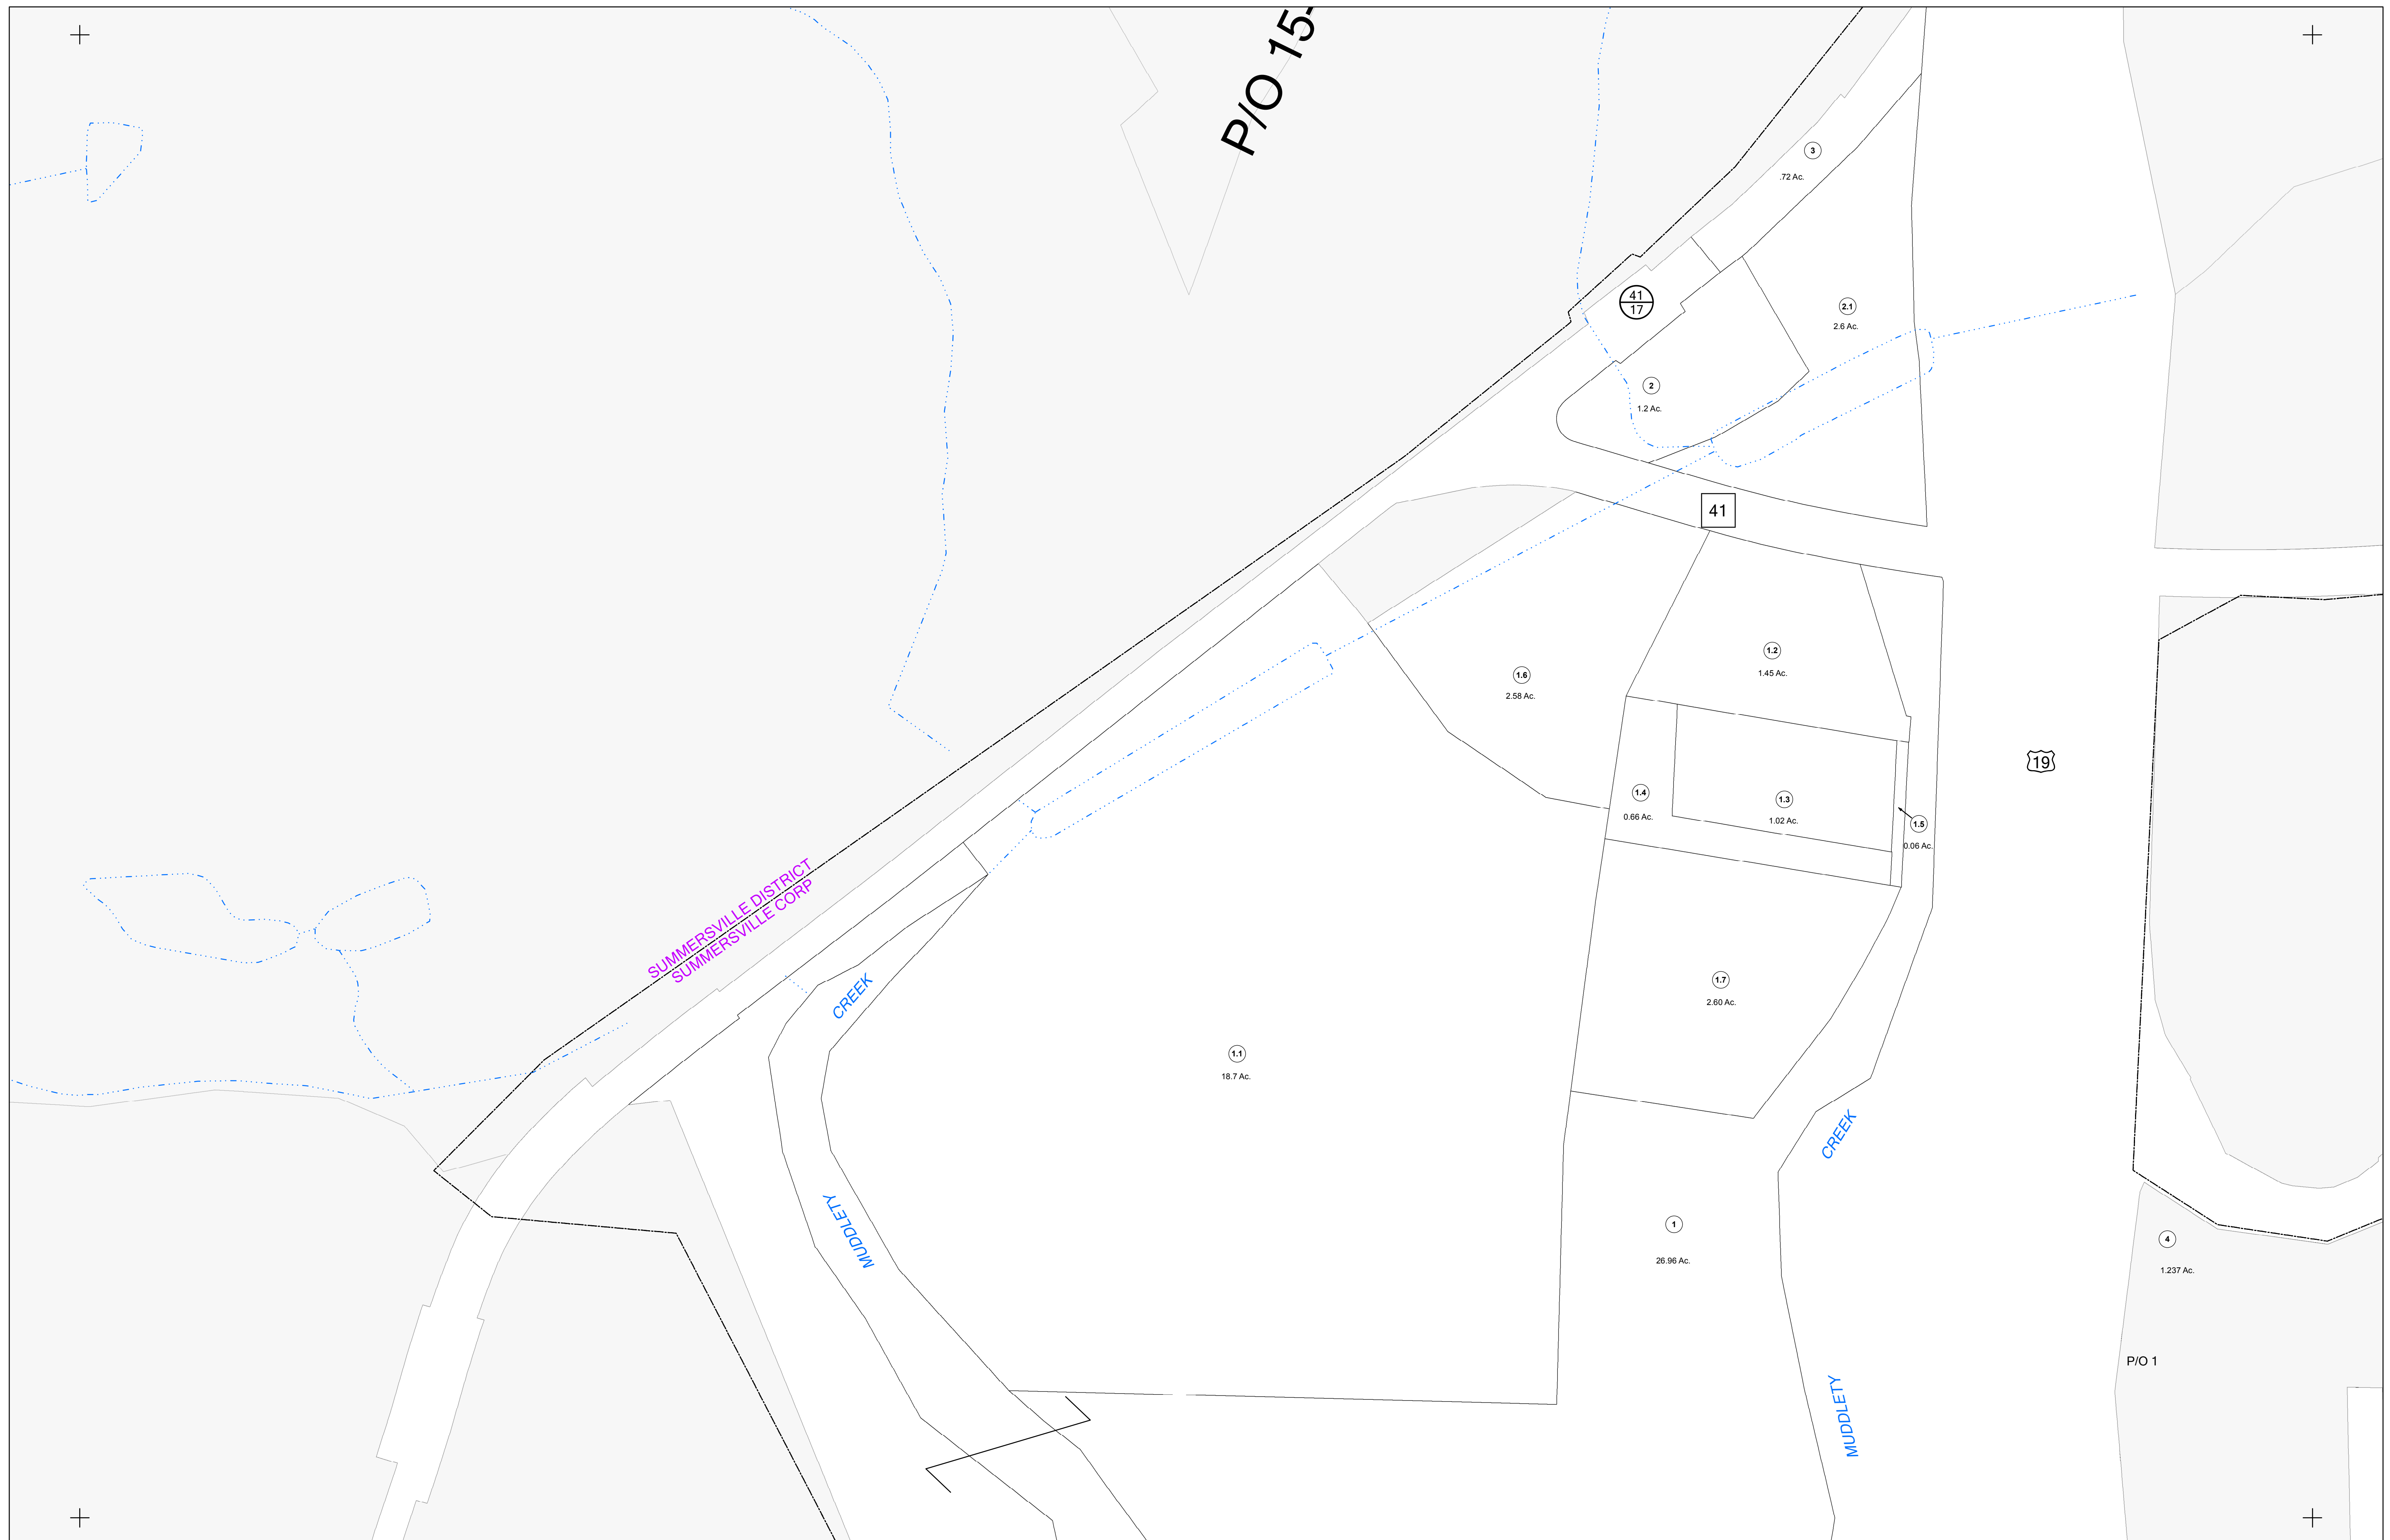 P/O 15-
3
.72 Ac.
41
17
2.1
2.6 Ac.
2
1.2 Ac.
41
1.2
1.45 Ac.
1.6
2.58 Ac.
19
1.4
0.66 Ac.
1.3
1.02 Ac.
1.5
0.06 Ac.
SUMMERSVILLE DISTRICT
SUMMERSVILLE CORP
CREEK
1.7
2.60 Ac.
1.1
18.7 Ac.
CREEK
MUDDLETY
1
26.96 Ac.
4
1.237 Ac.
P/O 1
MUDDLETY